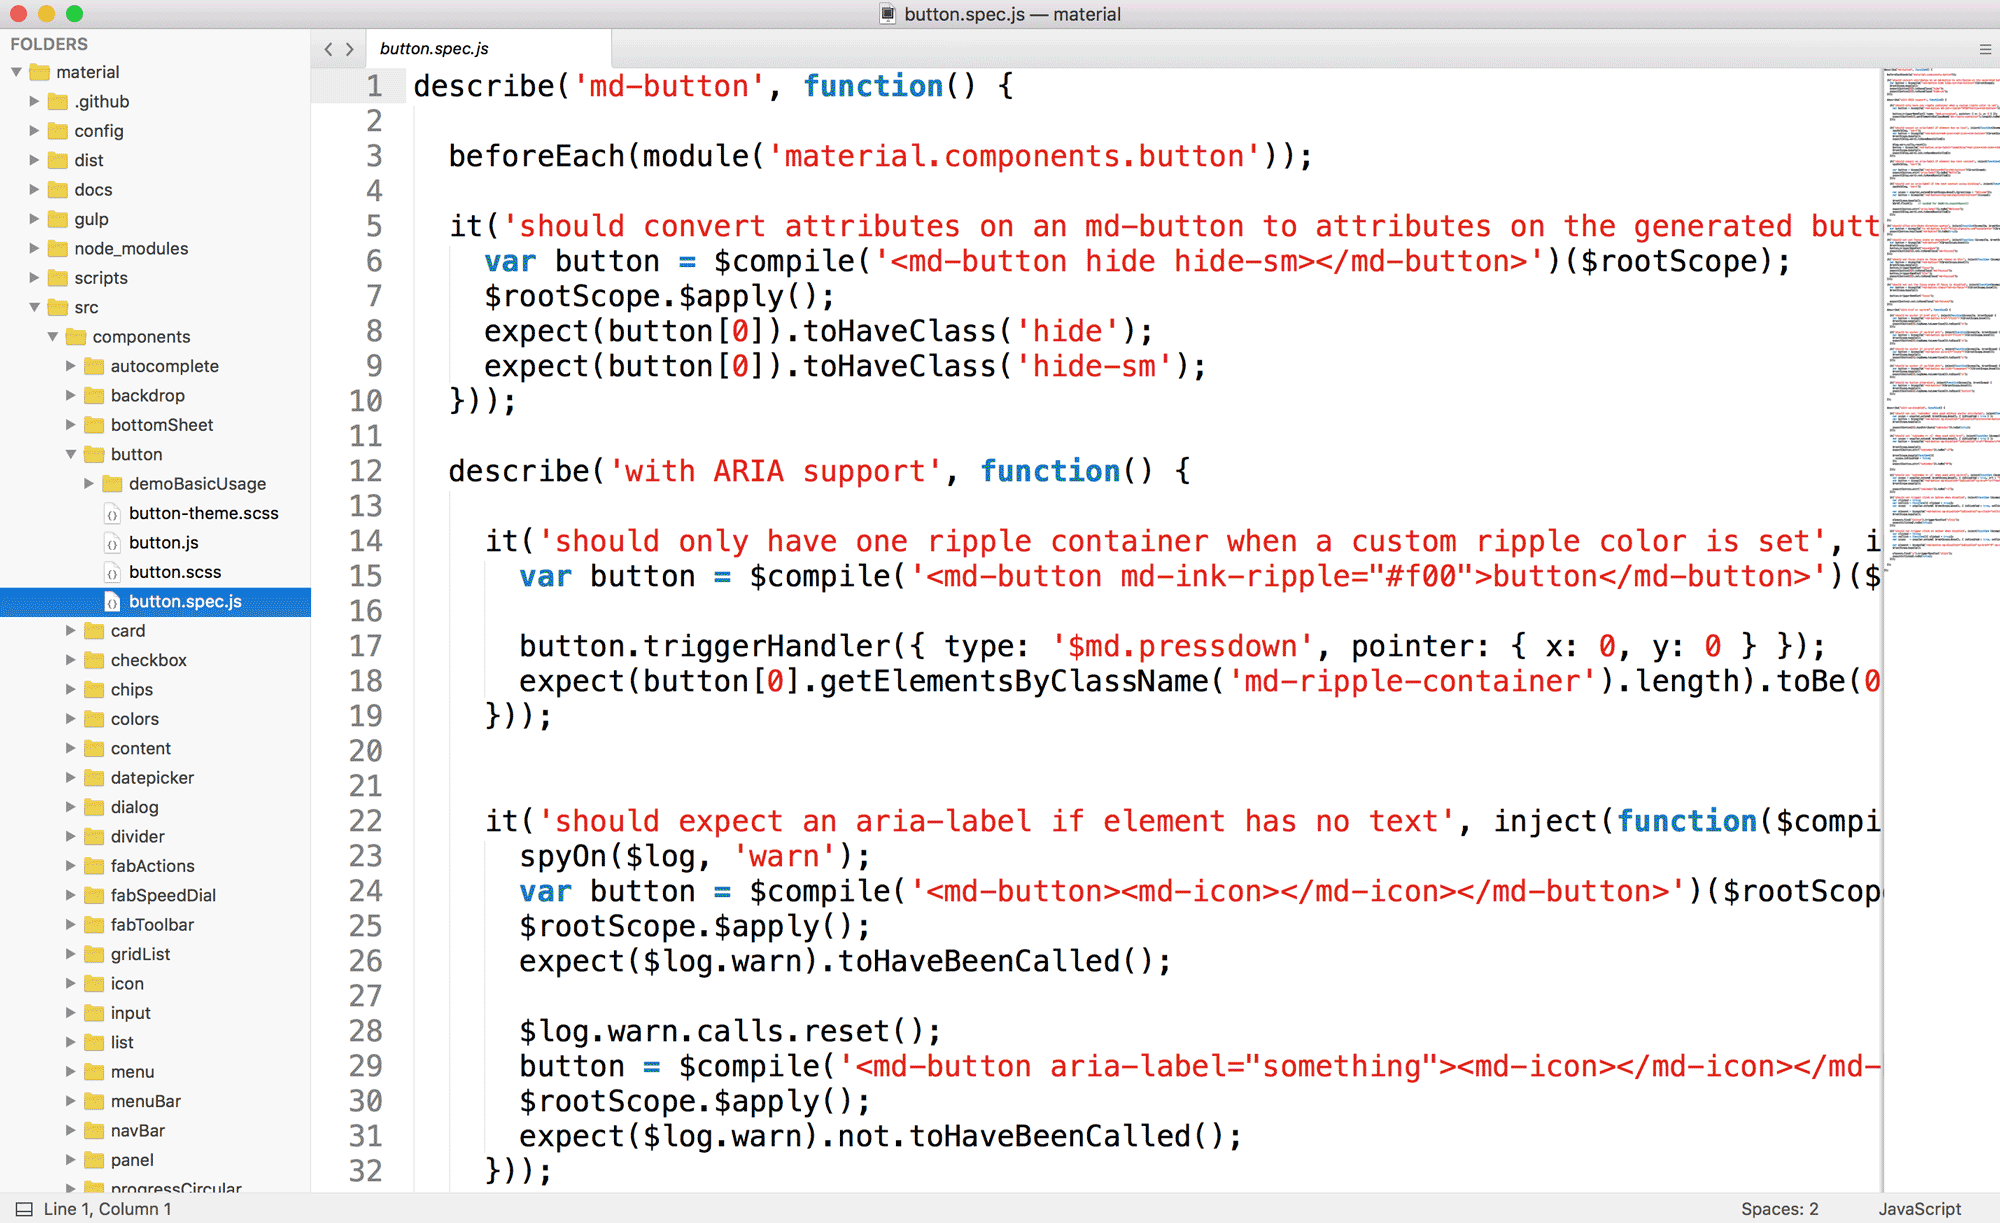 button.spec.js — material
FOLDERS
material
.github
config
dist
docs
gulp
node_modules
scripts
src
components
autocomplete
backdrop
bottomSheet
button
demoBasicUsage
button-theme.scss
button.js
button.scss
button.spec.js
card
checkbox
chips
colors
content
datepicker
dialog
divider
fabActions
fabSpeedDial
fabToolbar
gridList
icon
input
list
menu
menuBar
navBar
panel
progressCircular
button.spec.js
1 describe('md-button', function() {
2
3 beforeEach(module('material.components.button'));
4
5 it('should convert attributes on an md-button to attributes on the generated butt
6 var button = $compile('<md-button hide hide-sm></md-button>')($rootScope);
7 $rootScope.$apply();
8 expect(button[0]).toHaveClass('hide');
9 expect(button[0]).toHaveClass('hide-sm');
10 }));
11
12 describe('with ARIA support', function() {
13
14 it('should only have one ripple container when a custom ripple color is set', i
15 var button = $compile('<md-button md-ink-ripple="#f00">button</md-button>')($
16
17 button.triggerHandler({ type: '$md.pressdown', pointer: { x: 0, y: 0 } });
18 expect(button[0].getElementsByClassName('md-ripple-container').length).toBe(0
19 }));
20
21
22 it('should expect an aria-label if element has no text', inject(function($compi
23 spyOn($log, 'warn');
24 var button = $compile('<md-button><md-icon></md-icon></md-button>')($rootScop
25 $rootScope.$apply();
26 expect($log.warn).toHaveBeenCalled();
27
28 $log.warn.calls.reset();
29 button = $compile('<md-button aria-label="something"><md-icon></md-icon></md-
30 $rootScope.$apply();
31 expect($log.warn).not.toHaveBeenCalled();
32 }));
Line 1, Column 1
Spaces: 2
JavaScript